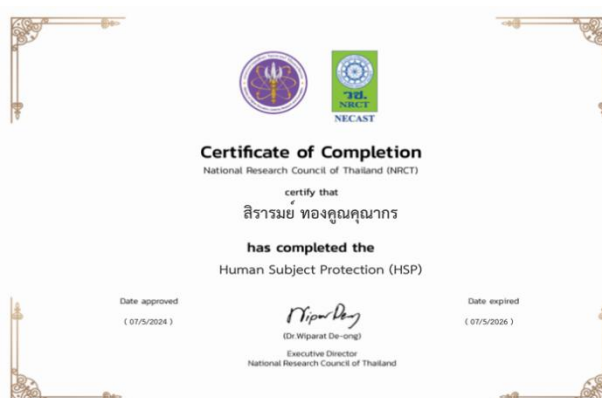 วช.
NRCT
NECAST
Certificate of Completion
National Research Council of Thailand (NRCT)
certify that
สิรารมย์ ทองคูณคุณากร
has completed the
Human Subject Protection (HSP)
Date approved
( 07/5/2024 )
Date expired
( 07/5/2026 )
(Dr.Wiparat De-ong)
Executive Director
National Research Council of Thailand